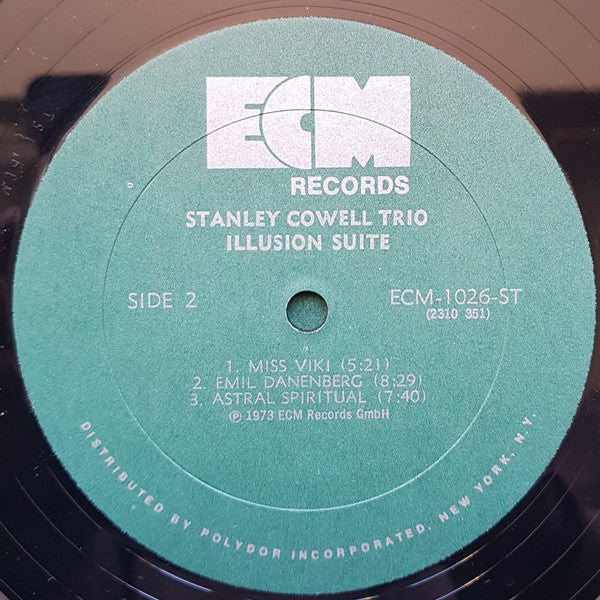 ECM
RECORDS
STANLEY COWELL TRIO
ILLUSION SUITE
SIDE 2
ECM-1026-ST
(2310 351)
1. MISS VIKI (5:21)
2. EMIL DANENBERG (8:29)
3. ASTRAL SPIRITUAL (7:40)
℗ 1973 ECM Records GmbH
DISTRIBUTED BY POLYDOR INCORPORATED, NEW YORK, N.Y.